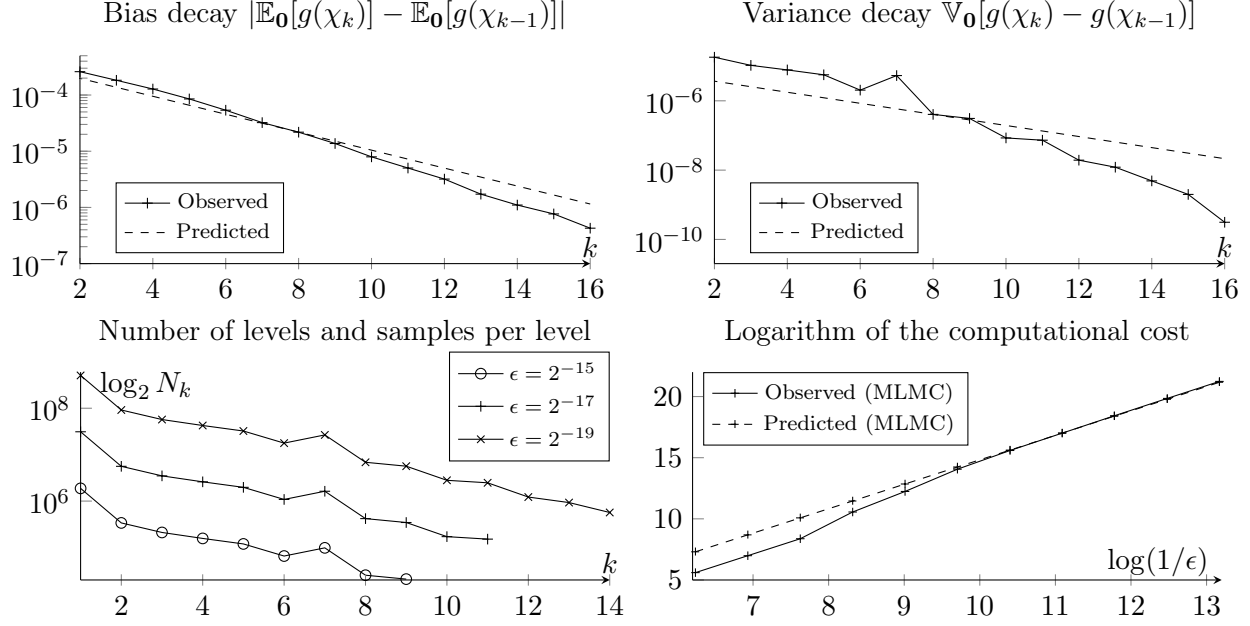 Bias decay |𝔼₀[g(χₖ)] − 𝔼₀[g(χₖ₋₁)]|
10⁻⁴
10⁻⁵
10⁻⁶
10⁻⁷
Observed
Predicted
k
2 4 6 8 10 12 14 16
Variance decay 𝕍₀[g(χₖ) − g(χₖ₋₁)]
10⁻⁶
10⁻⁸
10⁻¹⁰
Observed
Predicted
k
2 4 6 8 10 12 14 16
Number of levels and samples per level
log₂ Nₖ
10⁸
10⁶
ϵ = 2⁻¹⁵
ϵ = 2⁻¹⁷
ϵ = 2⁻¹⁹
k
2 4 6 8 10 12 14
Logarithm of the computational cost
20
15
10
5
Observed (MLMC)
Predicted (MLMC)
log(1/ϵ)
7 8 9 10 11 12 13